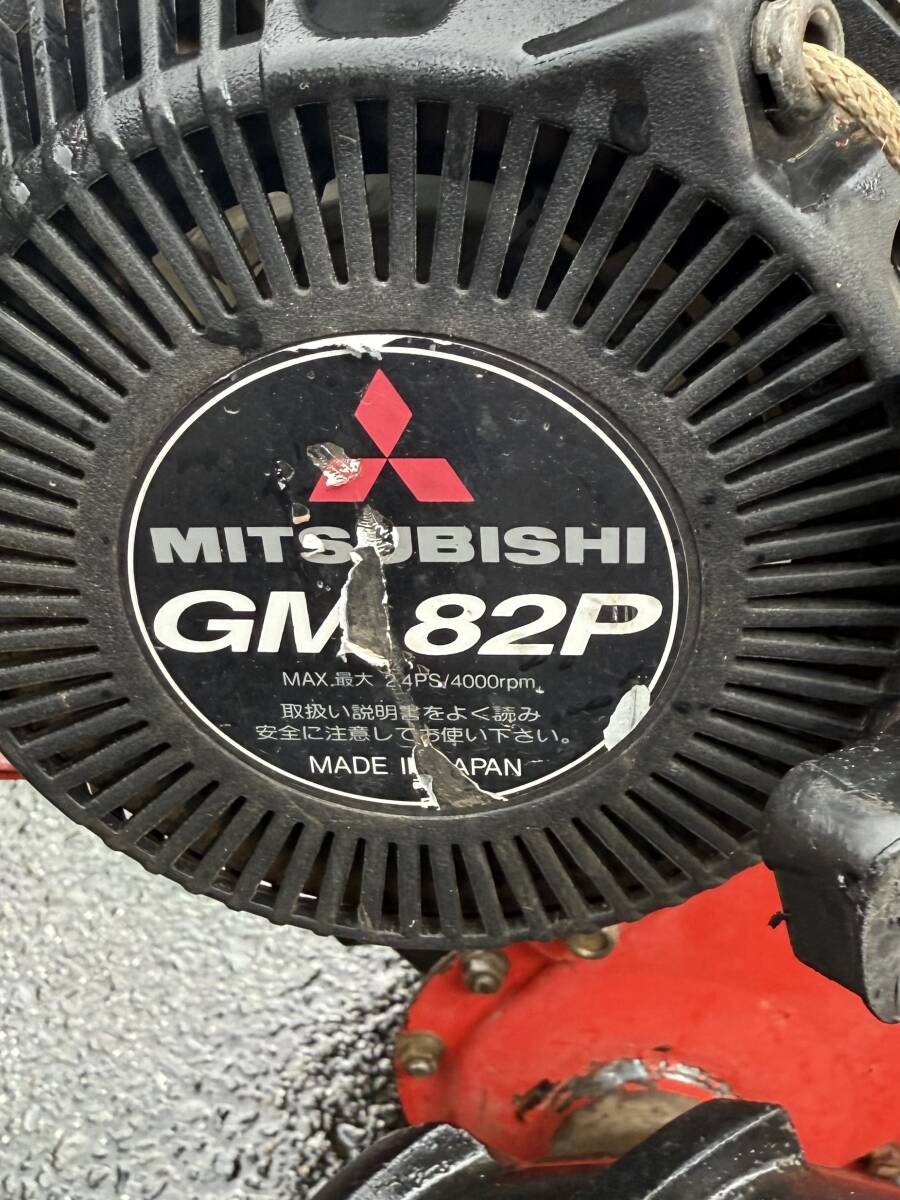 MITSUBISHI
GM 82P
MAX.最大 2.4PS/4000rpm
取扱い説明書をよく読み
安全に注意してお使い下さい。
MADE IN JAPAN